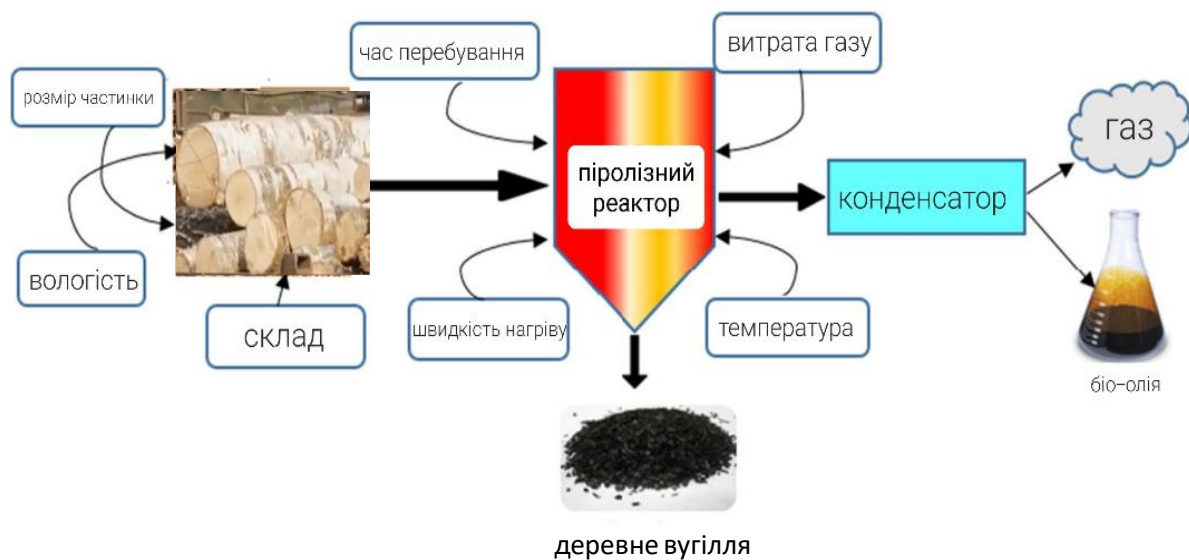 час перебування
витрата газу
розмір частинки
газ
піролізний
реактор
конденсатор
вологість
склад
швидкість нагріву
температура
біо-олія
деревне вугілля